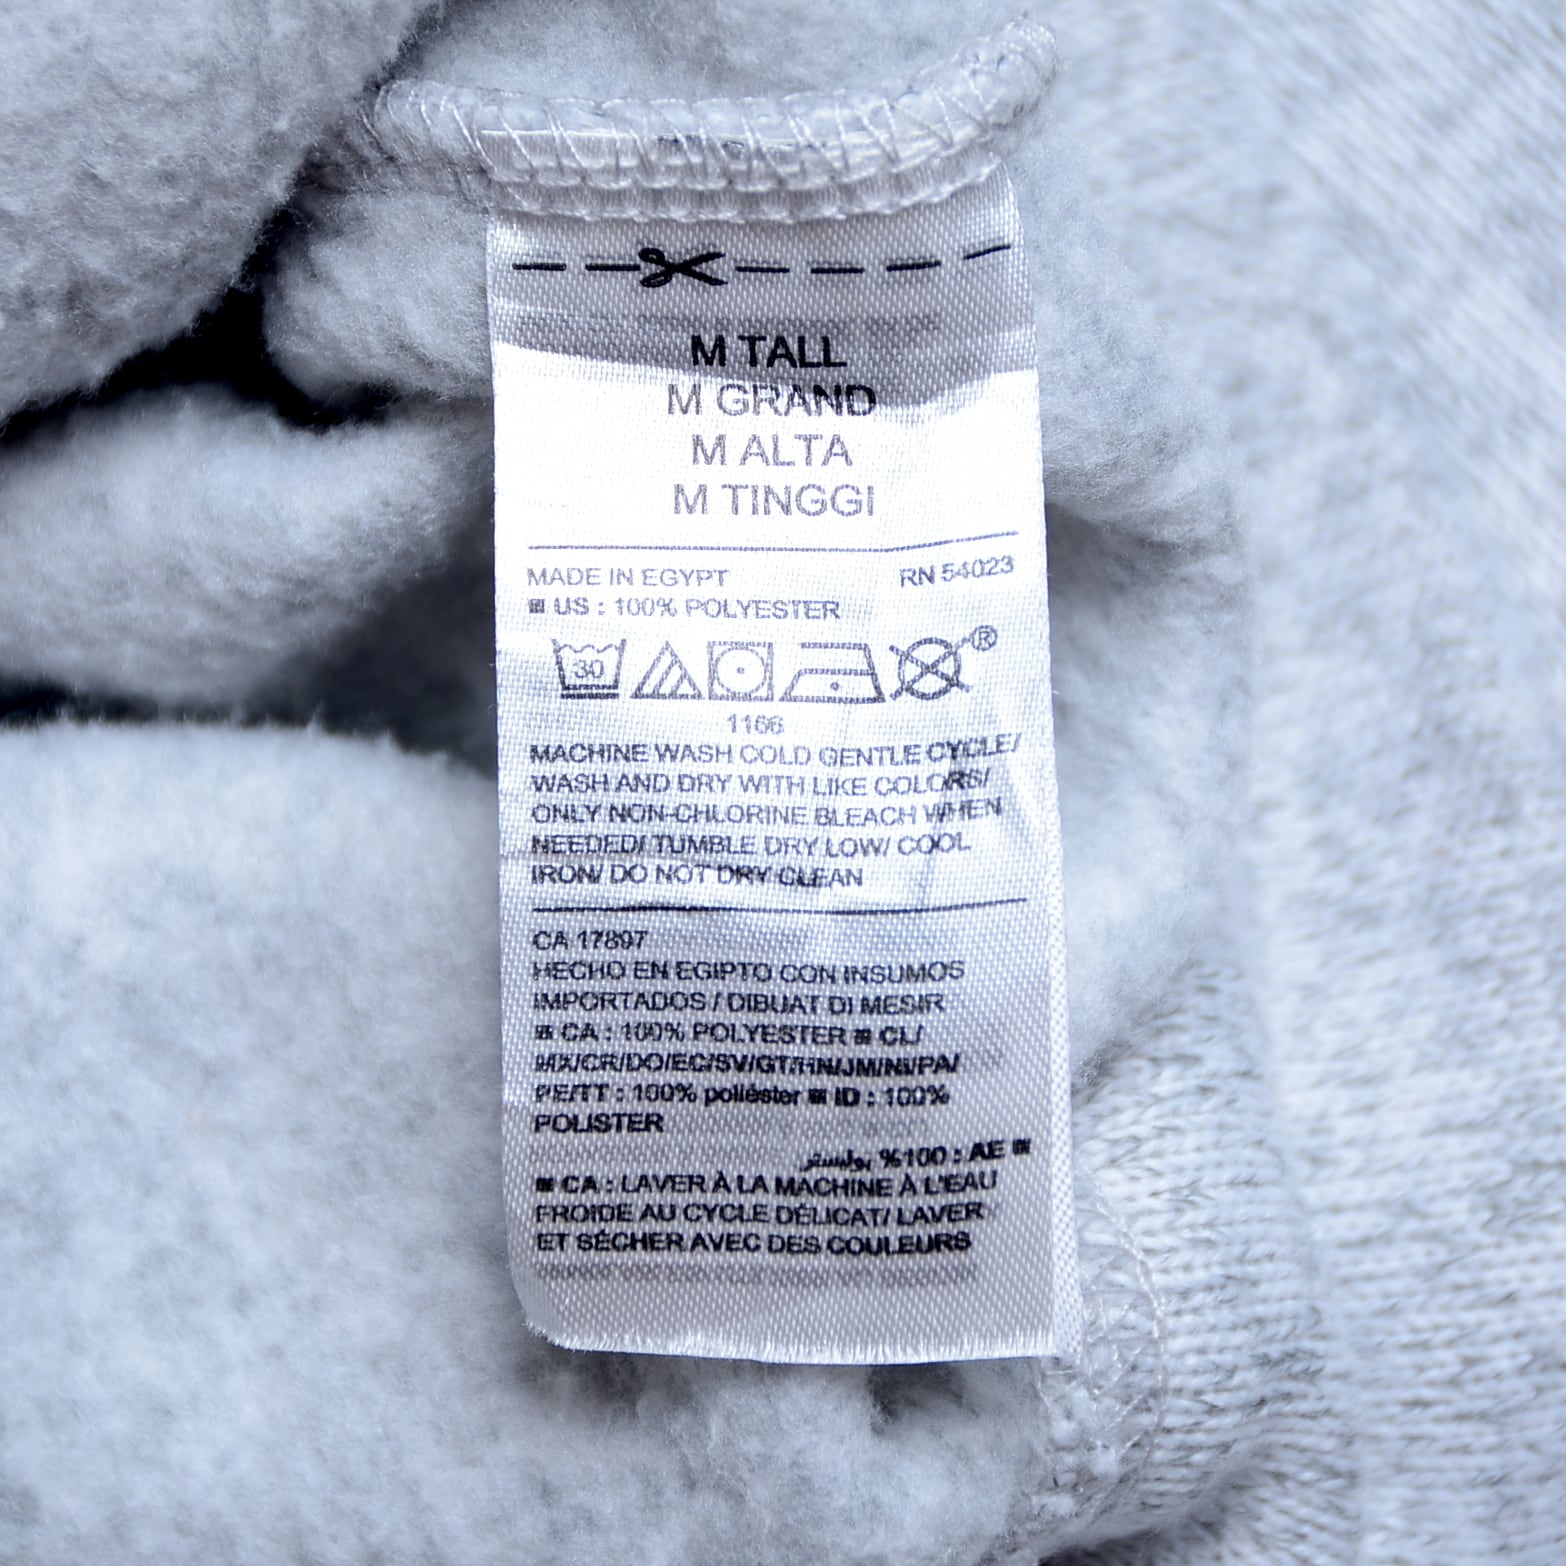 M TALL
M GRAND
M ALTA
M TINGGI
MADE IN EGYPT RN 54023
US : 100% POLYESTER
30 ®
1166
MACHINE WASH COLD GENTLE CYCLE/
WASH AND DRY WITH LIKE COLORS/
ONLY NON-CHLORINE BLEACH WHEN
NEEDED/ TUMBLE DRY LOW/ COOL
IRON/ DO NOT DRY CLEAN
CA 17897
HECHO EN EGIPTO CON INSUMOS
IMPORTADOS / DIBUAT DI MESIR
CA : 100% POLYESTER CL/
MX/CR/DO/EC/SV/GT/HN/JM/NI/PA/
PE/TT : 100% poliéster ID : 100%
POLISTER
AE : 100% بوليستر
CA : LAVER À LA MACHINE À L'EAU
FROIDE AU CYCLE DÉLICAT/ LAVER
ET SÉCHER AVEC DES COULEURS